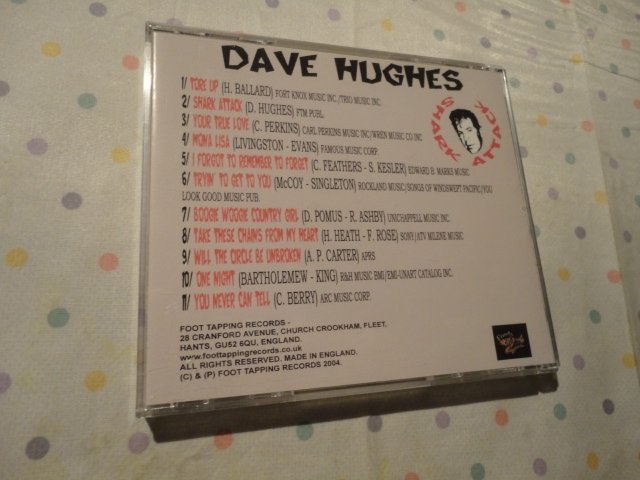 DAVE HUGHES
1/ TORE UP (H. BALLARD) FORT KNOX MUSIC INC./TRIO MUSIC INC.
2/ SHARK ATTACK (D. HUGHES) FTM PUBL.
3/ YOUR TRUE LOVE (C. PERKINS) CARL PERKINS MUSIC INC/WREN MUSIC CO INC
4/ MONA LISA (LIVINGSTON - EVANS) FAMOUS MUSIC CORP.
5/ I FORGOT TO REMEMBER TO FORGET (C. FEATHERS - S. KESLER) EDWARD B. MARKS MUSIC
6/ TRYIN' TO GET TO YOU (McCOY - SINGLETON) ROCKLAND MUSIC/SONGS OF WINDSWEPT PACIFIC/YOU
LOOK GOOD MUSIC PUB.
7/ BOOGIE WOOGIE COUNTRY GIRL (D. POMUS - R. ASHBY) UNICHAPPELL MUSIC INC.
8/ TAKE THESE CHAINS FROM MY HEART (H. HEATH - F. ROSE) SONY/ATV MILENE MUSIC
9/ WILL THE CIRCLE BE UNBROKEN (A. P. CARTER) APRS
10/ ONE NIGHT (BARTHOLEMEW - KING) R&H MUSIC BMI/EMI-UNART CATALOG INC.
11/ YOU NEVER CAN TELL (C. BERRY) ARC MUSIC CORP.
SHARK ATTACK
FOOT TAPPING RECORDS -
28 CRANFORD AVENUE, CHURCH CROOKHAM, FLEET,
HANTS, GU52 6QU, ENGLAND.
www.foottappingrecords.co.uk
ALL RIGHTS RESERVED. MADE IN ENGLAND.
(C) & (P) FOOT TAPPING RECORDS 2004.